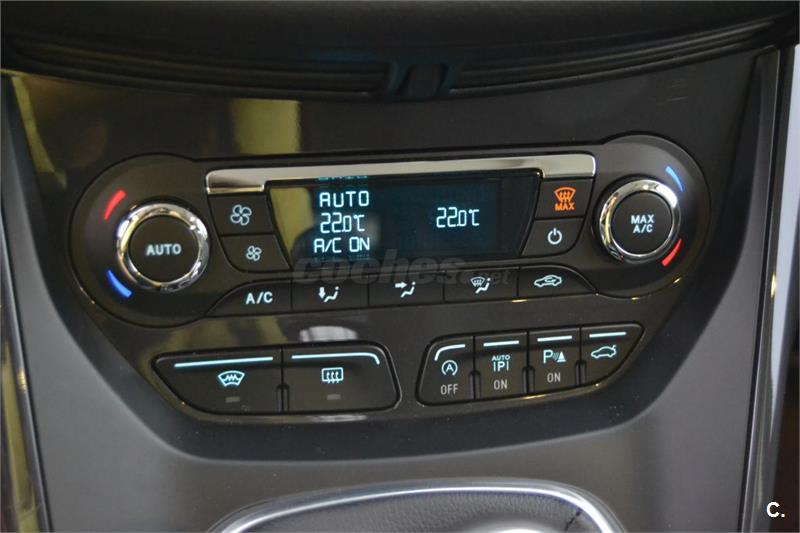 AUTO
22.0°C 22.0°C
A/C ON
MAX
AUTO
MAX
A/C
coches.net
A/C
AUTO
P
OFF
ON
ON
C.